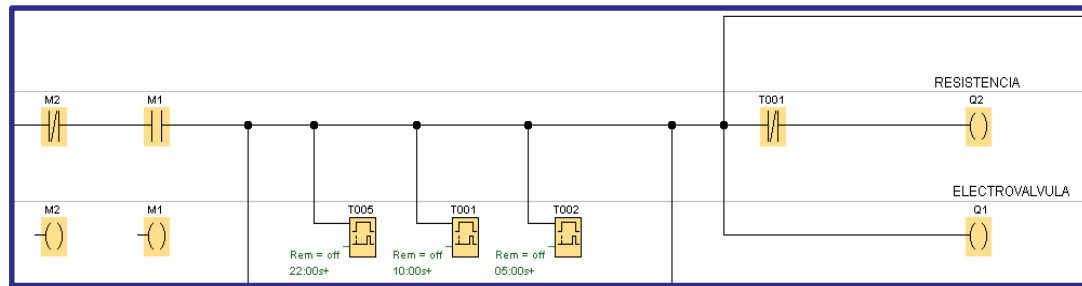 RESISTENCIA
M2 M1 T001 Q2
ELECTROVALVULA
M2 M1 T005 T001 T002 Q1
Rem = off Rem = off Rem = off
22:00s+ 10:00s+ 05:00s+